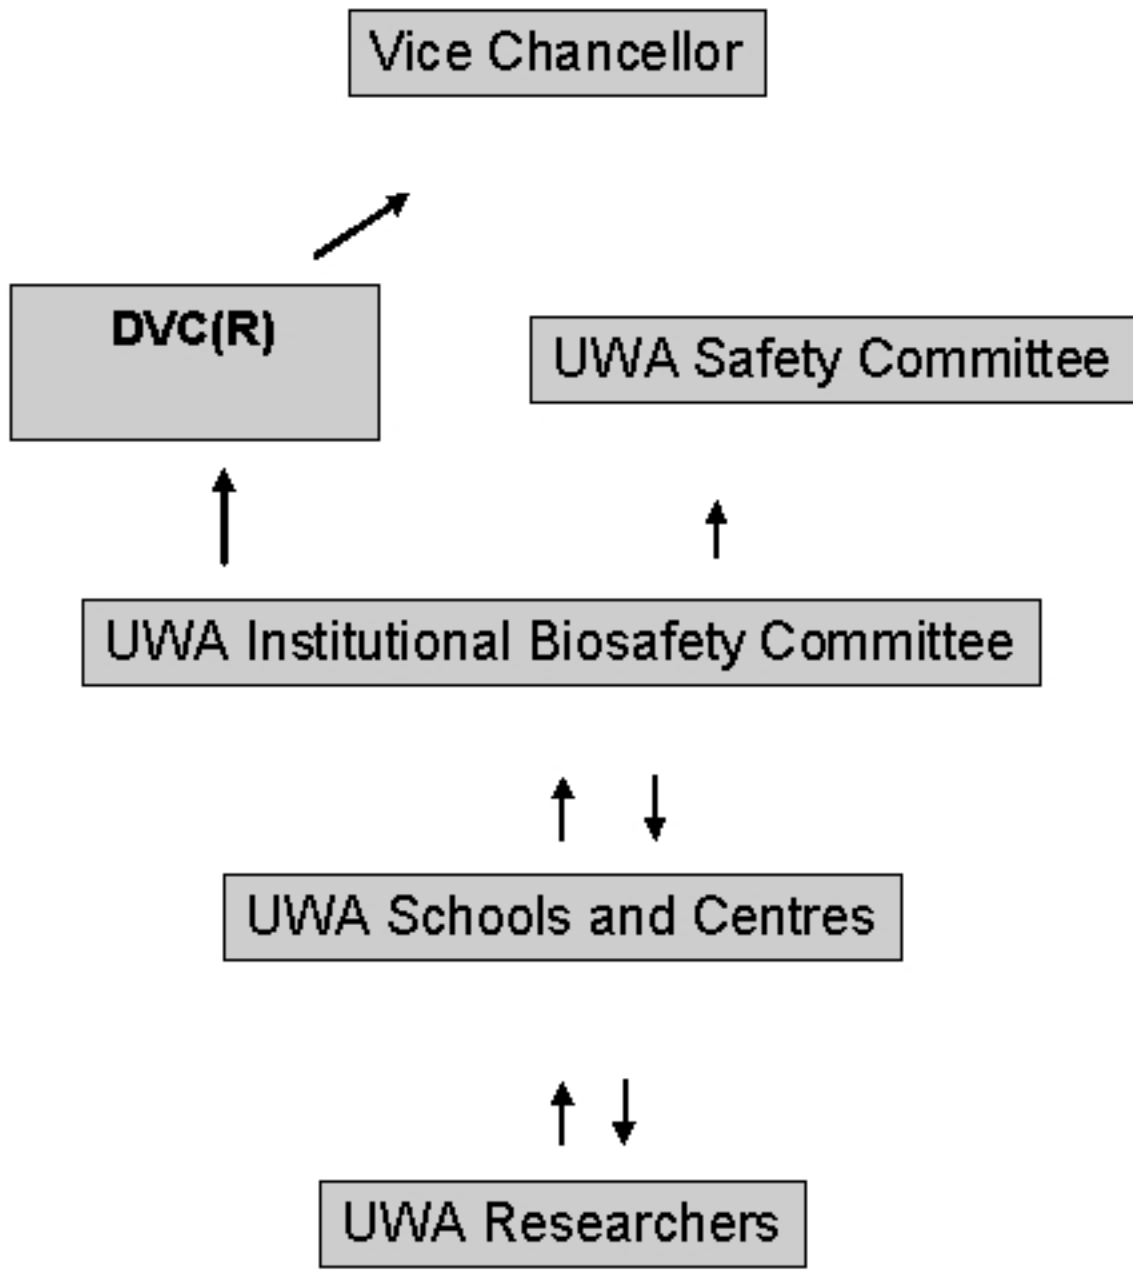 Vice Chancellor
DVC(R)
UWA Safety Committee
UWA Institutional Biosafety Committee
UWA Schools and Centres
UWA Researchers